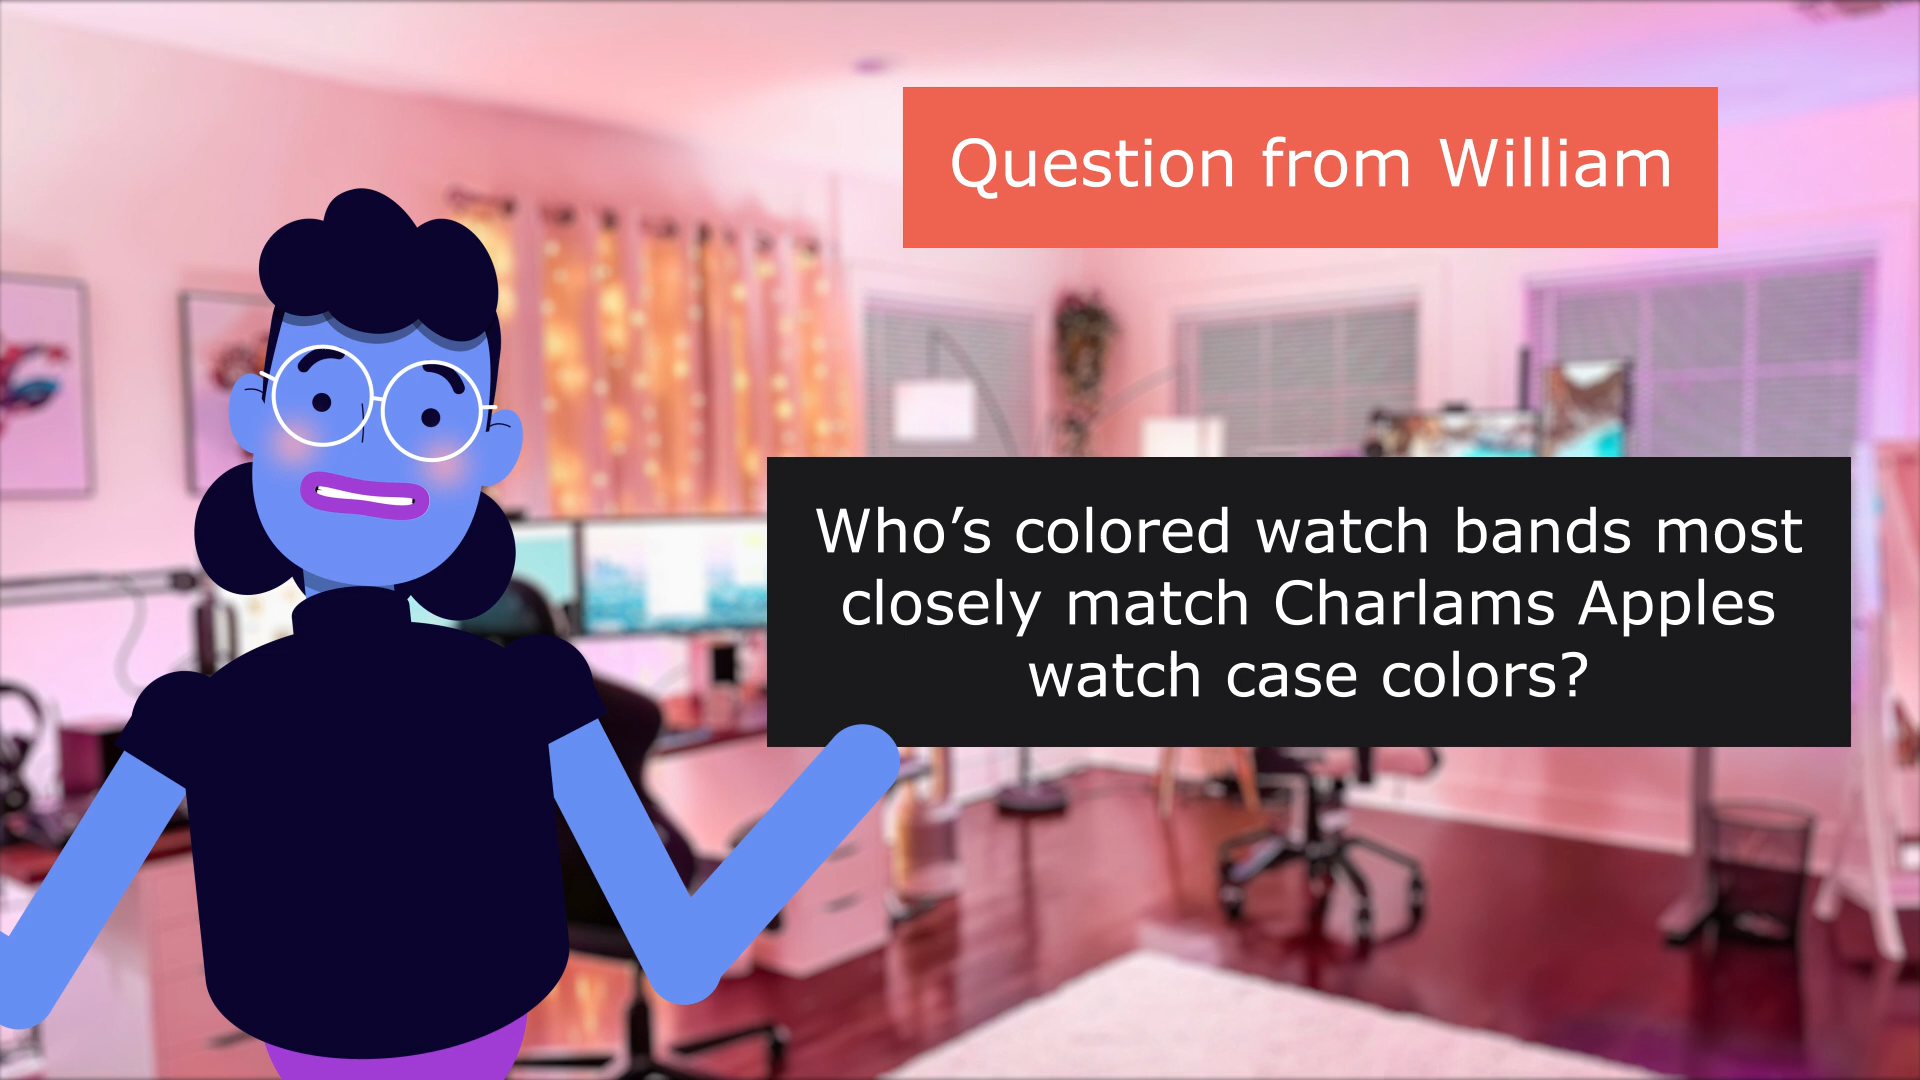 Question from William
Who’s colored watch bands most
closely match Charlams Apples
watch case colors?